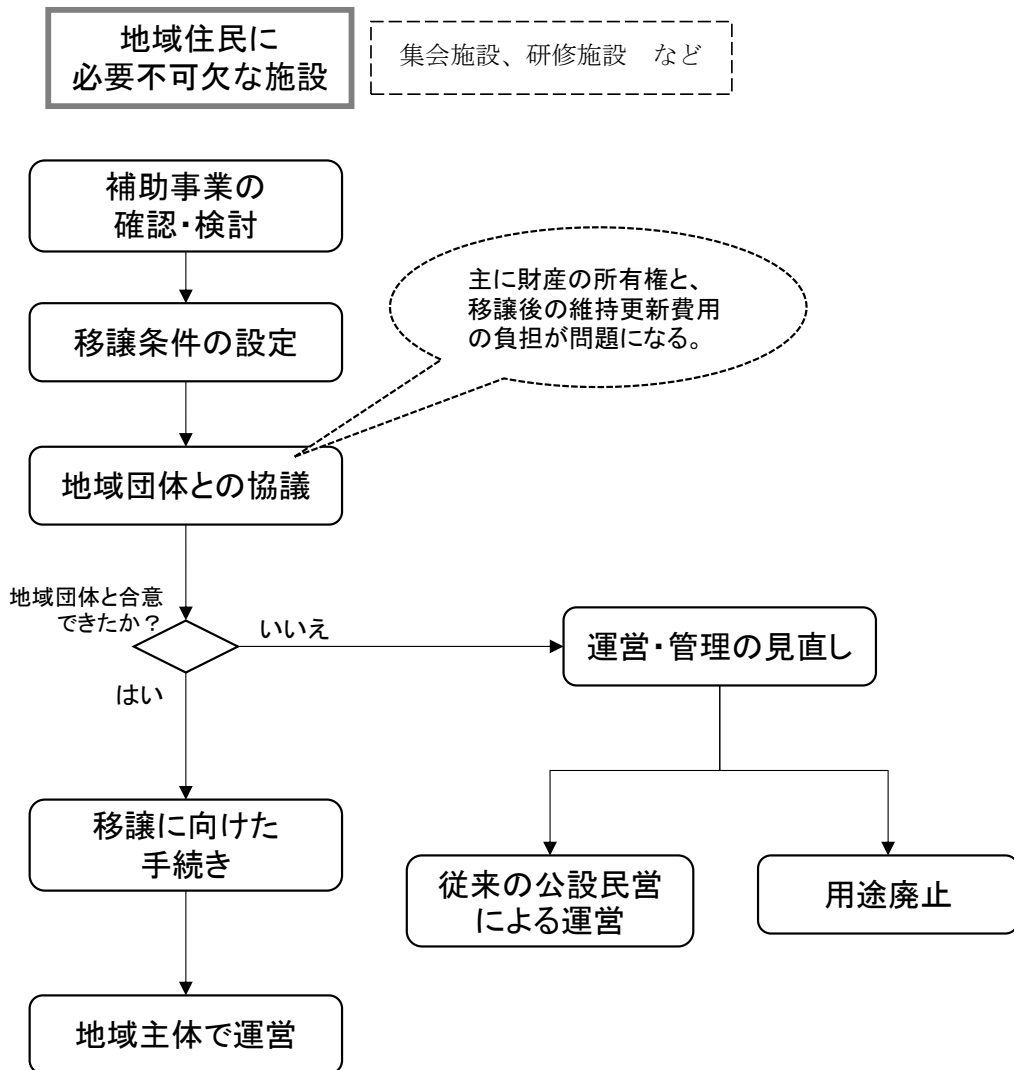 地域住民に
必要不可欠な施設
集会施設、研修施設　など
補助事業の
確認・検討
主に財産の所有権と、
移譲後の維持更新費用
の負担が問題になる。
移譲条件の設定
地域団体との協議
地域団体と合意
できたか？
いいえ
運営・管理の見直し
はい
移譲に向けた
手続き
従来の公設民営
による運営
用途廃止
地域主体で運営